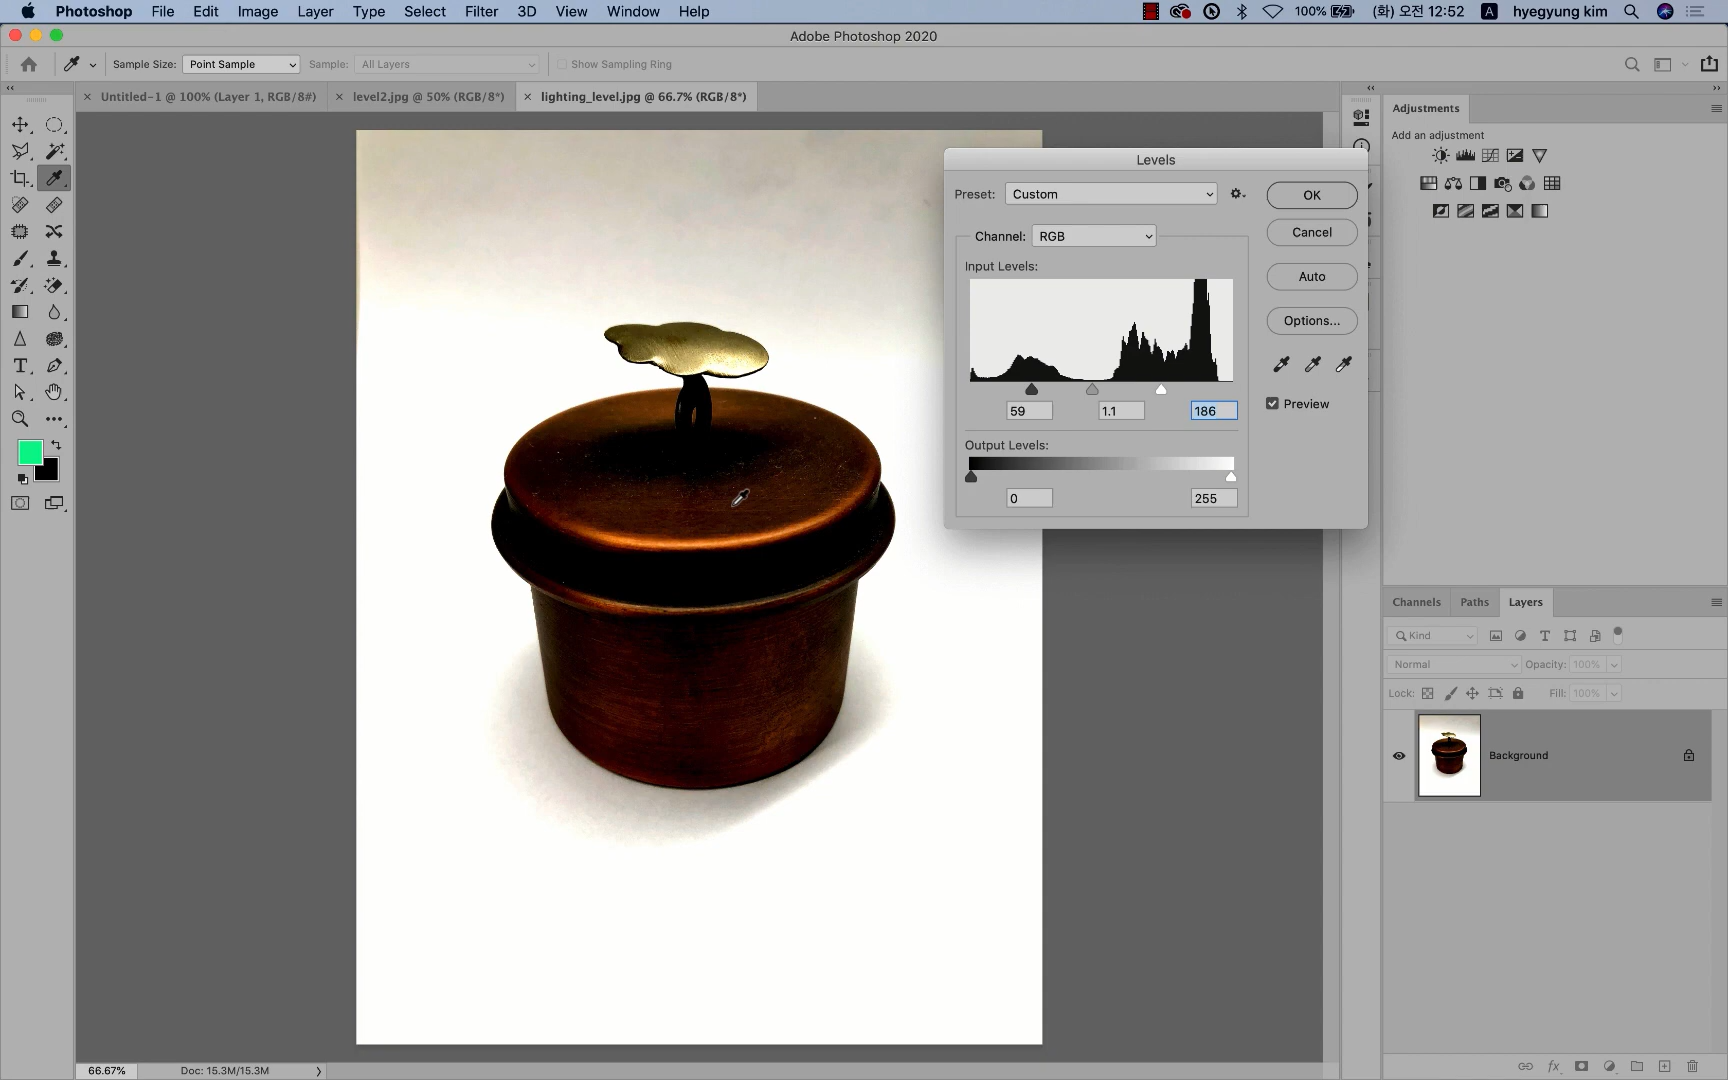 Photoshop File Edit Image Layer Type Select Filter 3D View Window Help 100% (화) 오전 12:52 A hyegyung kim
Adobe Photoshop 2020
Sample Size: Point Sample Sample: All Layers Show Sampling Ring
Untitled-1 @ 100% (Layer 1, RGB/8#) level2.jpg @ 50% (RGB/8*) lighting_level.jpg @ 66.7% (RGB/8*)
Adjustments
Add an adjustment
Levels
Preset: Custom
OK
Channel: RGB
Cancel
Input Levels:
Auto
Options...
59 1.1 186
Preview
Output Levels:
0 255
T
Channels Paths Layers
Kind
Normal Opacity: 100%
Lock: Fill: 100%
Background
fx
66.67% Doc: 15.3M/15.3M